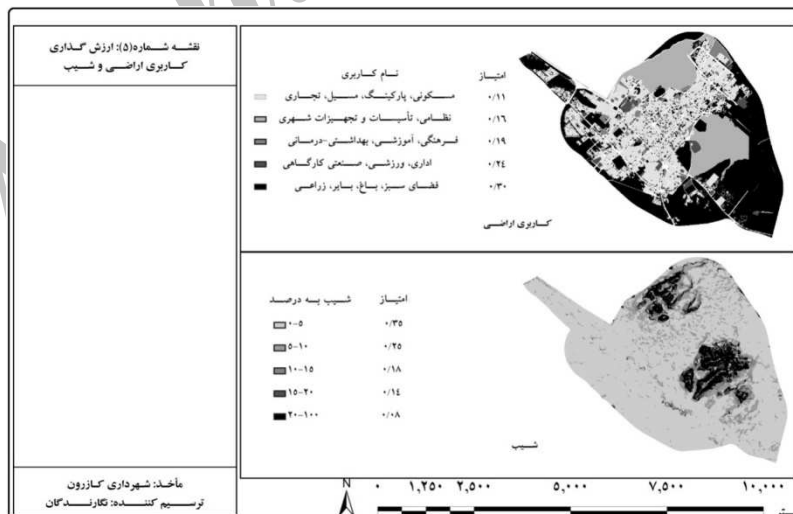 نقشه شماره(۵): ارزش گذاری
کاربری اراضی و شیب
نام کاربری امتیاز
مسکونی، پارکینگ، مسیل، تجاری ۰/۱۱
نظامی، تأسیسات و تجهیزات شهری ۰/۱۶
فرهنگی، آموزشی، بهداشتی-درمانی ۰/۱۹
اداری، ورزشی، صنعتی کارگاهی ۰/۲٤
فضای سبز، باغ، بایر، زراعی ۰/۳۰
کاربری اراضی
شیب به درصد امتیاز
۰-۵ ۰/۳۵
۵-۱۰ ۰/۲۵
۱۰-۱۵ ۰/۱۸
۱۵-۲۰ ۰/۱٤
۲۰-۱۰۰ ۰/۰۸
شیب
مأخذ: شهرداری کازرون
ترسیم کننده: نگارندگان
N
۰ ۱,۲۵۰ ۲,۵۰۰ ۵,۰۰۰ ۷,۵۰۰ ۱۰,۰۰۰